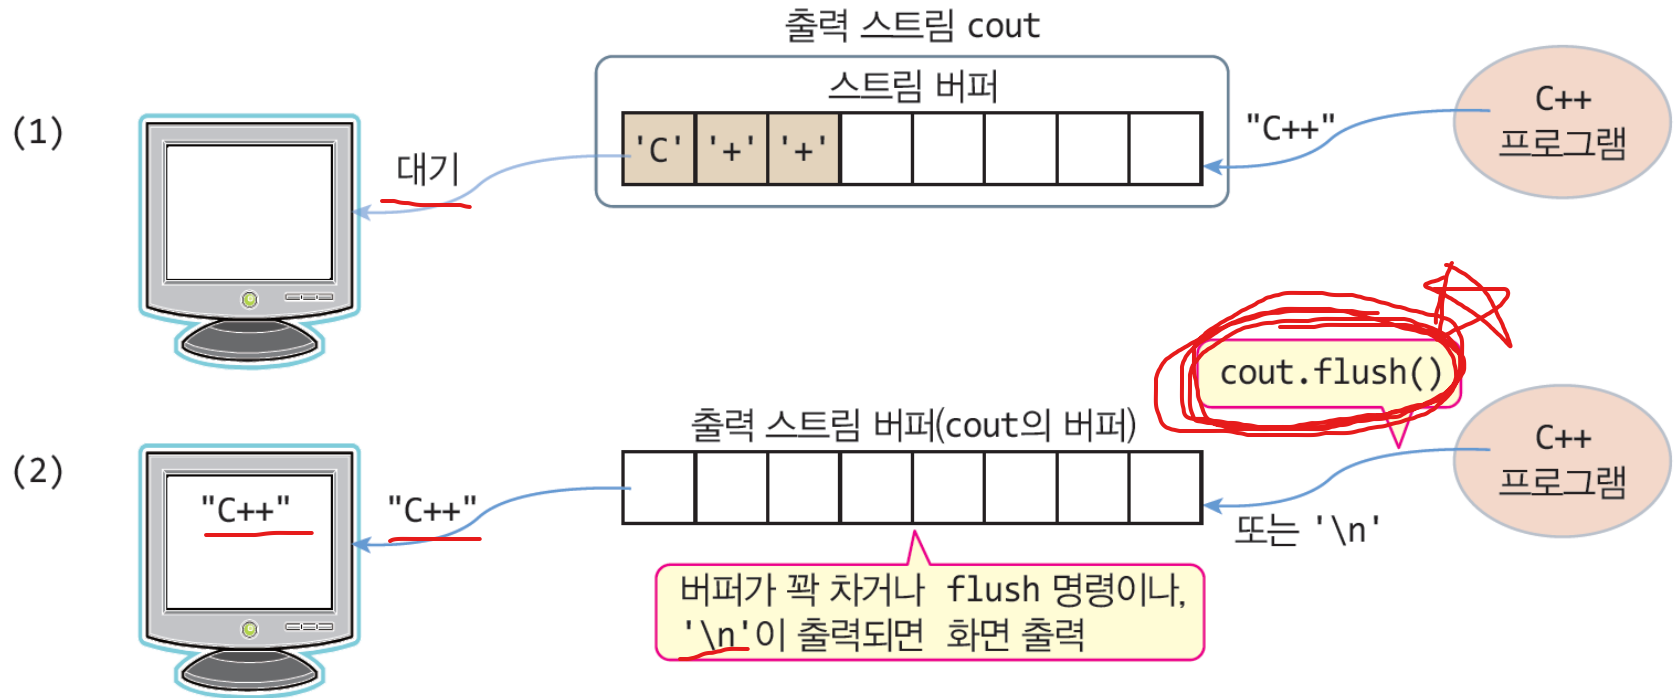 출력 스트림 cout
스트림 버퍼
(1)
대기
'C' '+' '+'
"C++"
C++
프로그램
cout.flush()
출력 스트림 버퍼(cout의 버퍼)
(2)
"C++"
"C++"
또는 '\n'
C++
프로그램
버퍼가 꽉 차거나 flush 명령이나,
'\n'이 출력되면 화면 출력